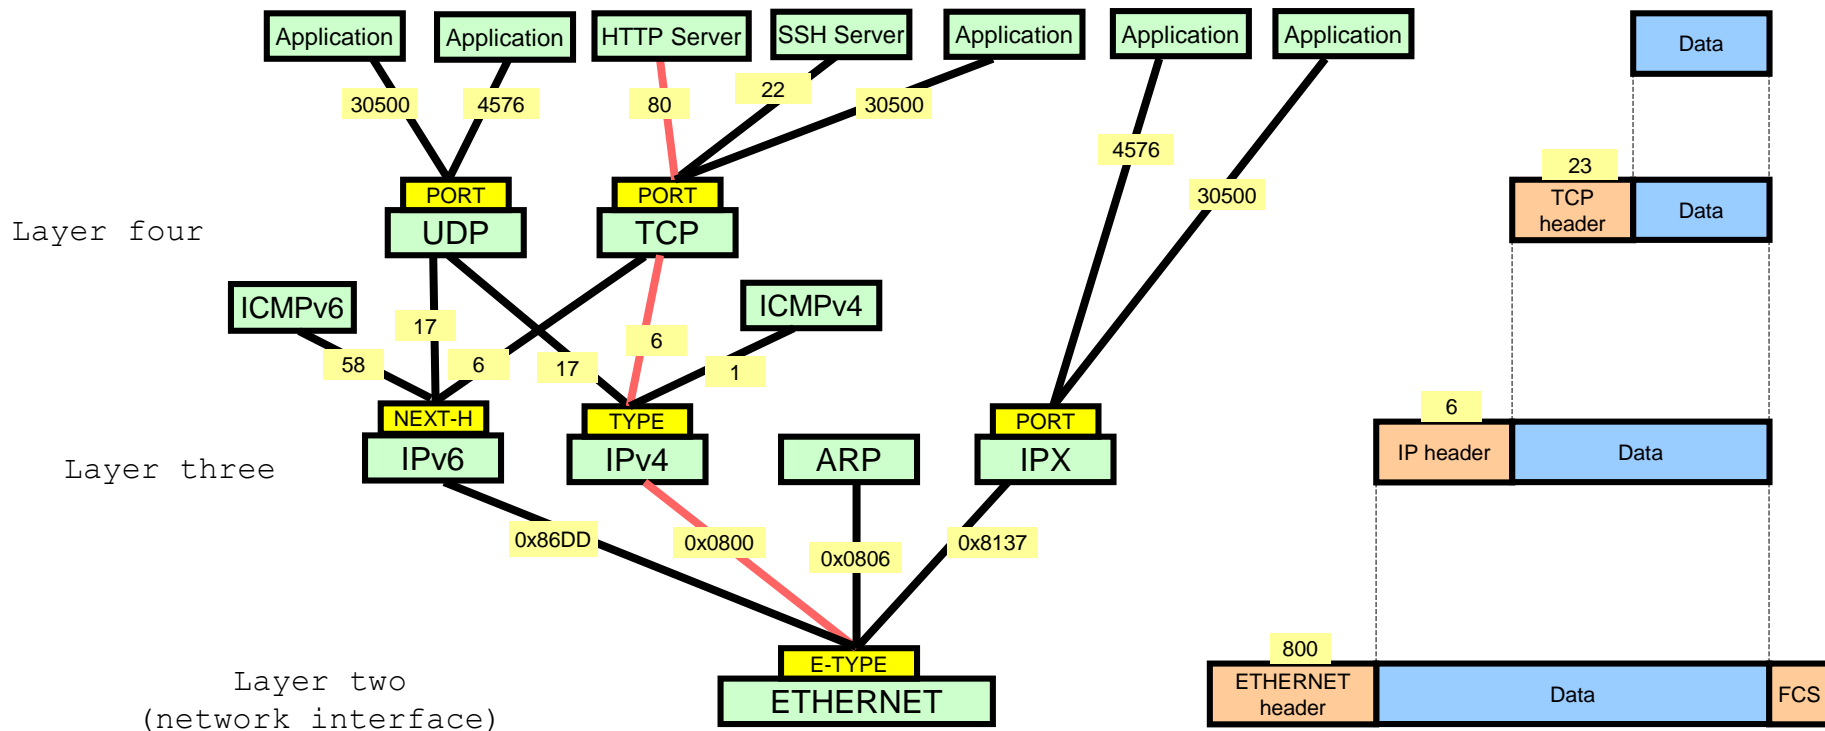 Application
Application
HTTP Server
SSH Server
Application
Application
Application
Data
30500
4576
80
22
30500
4576
30500
23
PORT
PORT
TCP
header
Data
Layer four
UDP
TCP
ICMPv6
ICMPv4
17
58
6
17
6
1
6
NEXT-H
TYPE
PORT
Layer three
IPv6
IPv4
ARP
IPX
IP header
Data
0x86DD
0x0800
0x0806
0x8137
800
E-TYPE
Layer two
(network interface)
ETHERNET
ETHERNET
header
Data
FCS